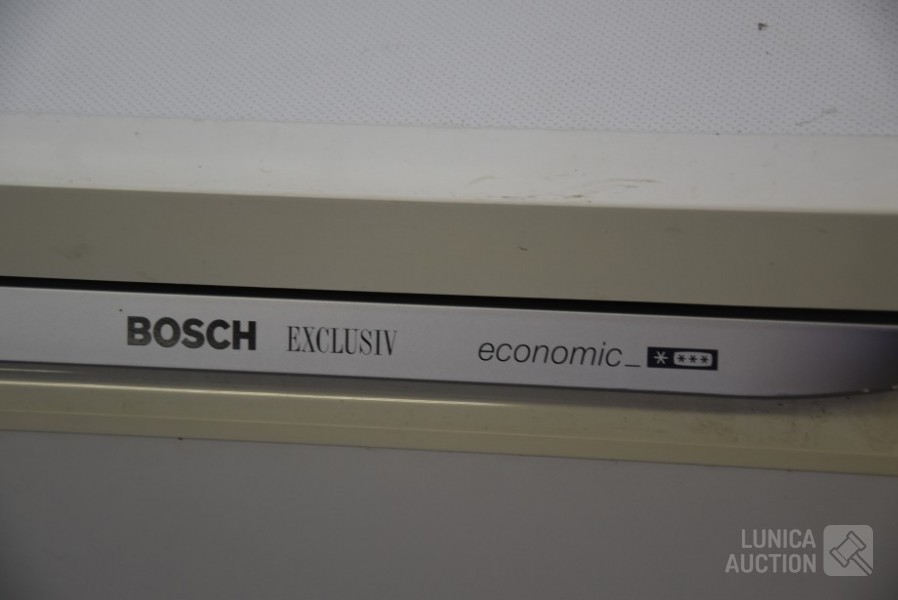 BOSCH EXCLUSIV economic_ * ***
LUNICA
AUCTION